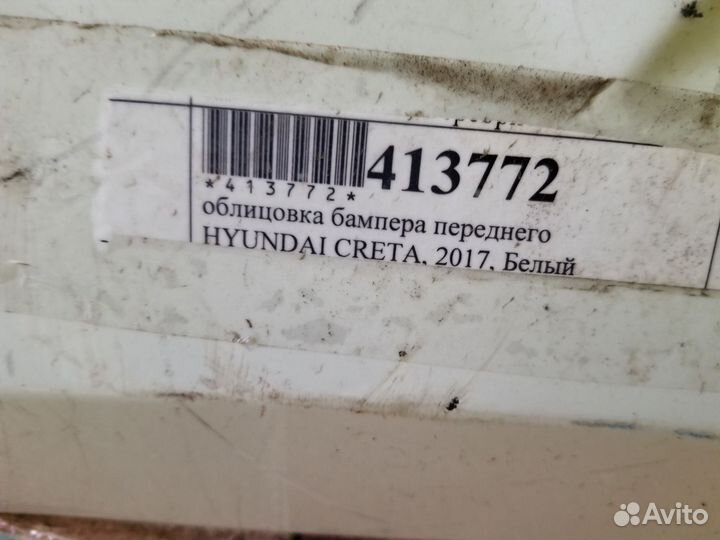 413772
*413772*
облицовка бампера переднего
HYUNDAI CRETA, 2017, Белый
Avito